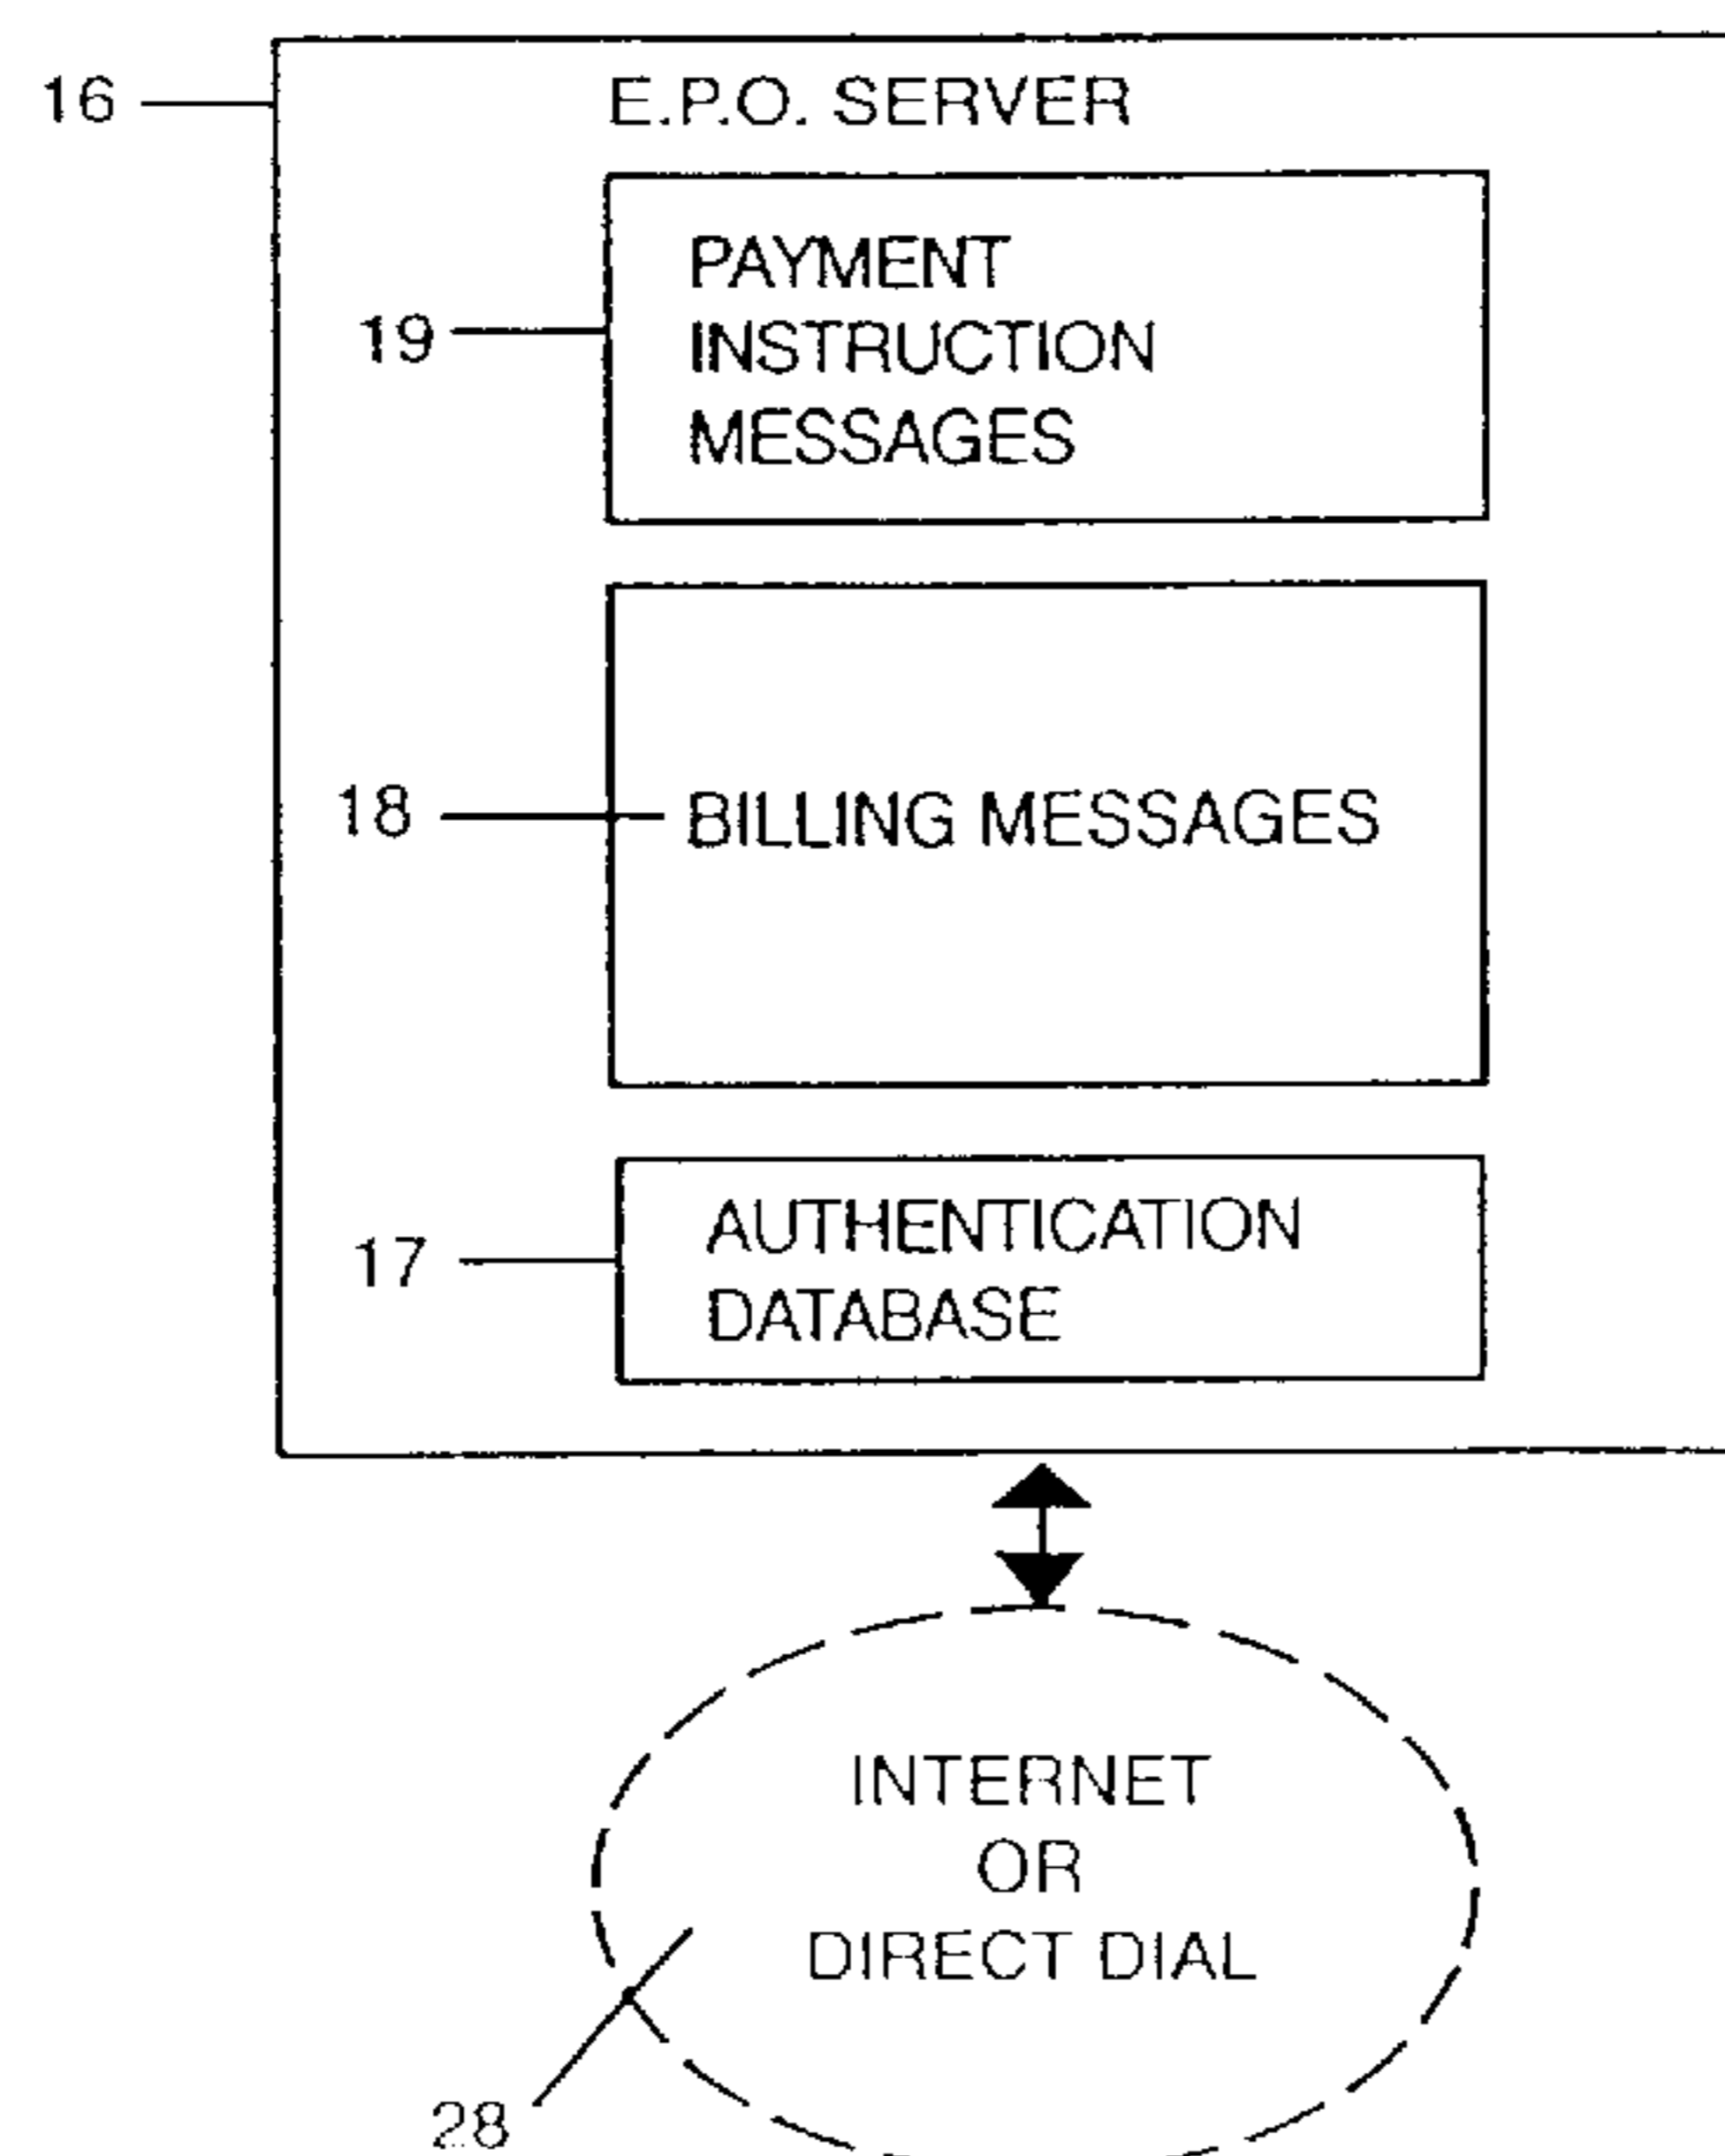 16
E.P.O. SERVER
PAYMENT
19
INSTRUCTION
MESSAGES
18
BILLING MESSAGES
AUTHENTICATION
17
DATABASE
INTERNET
OR
DIRECT DIAL
28